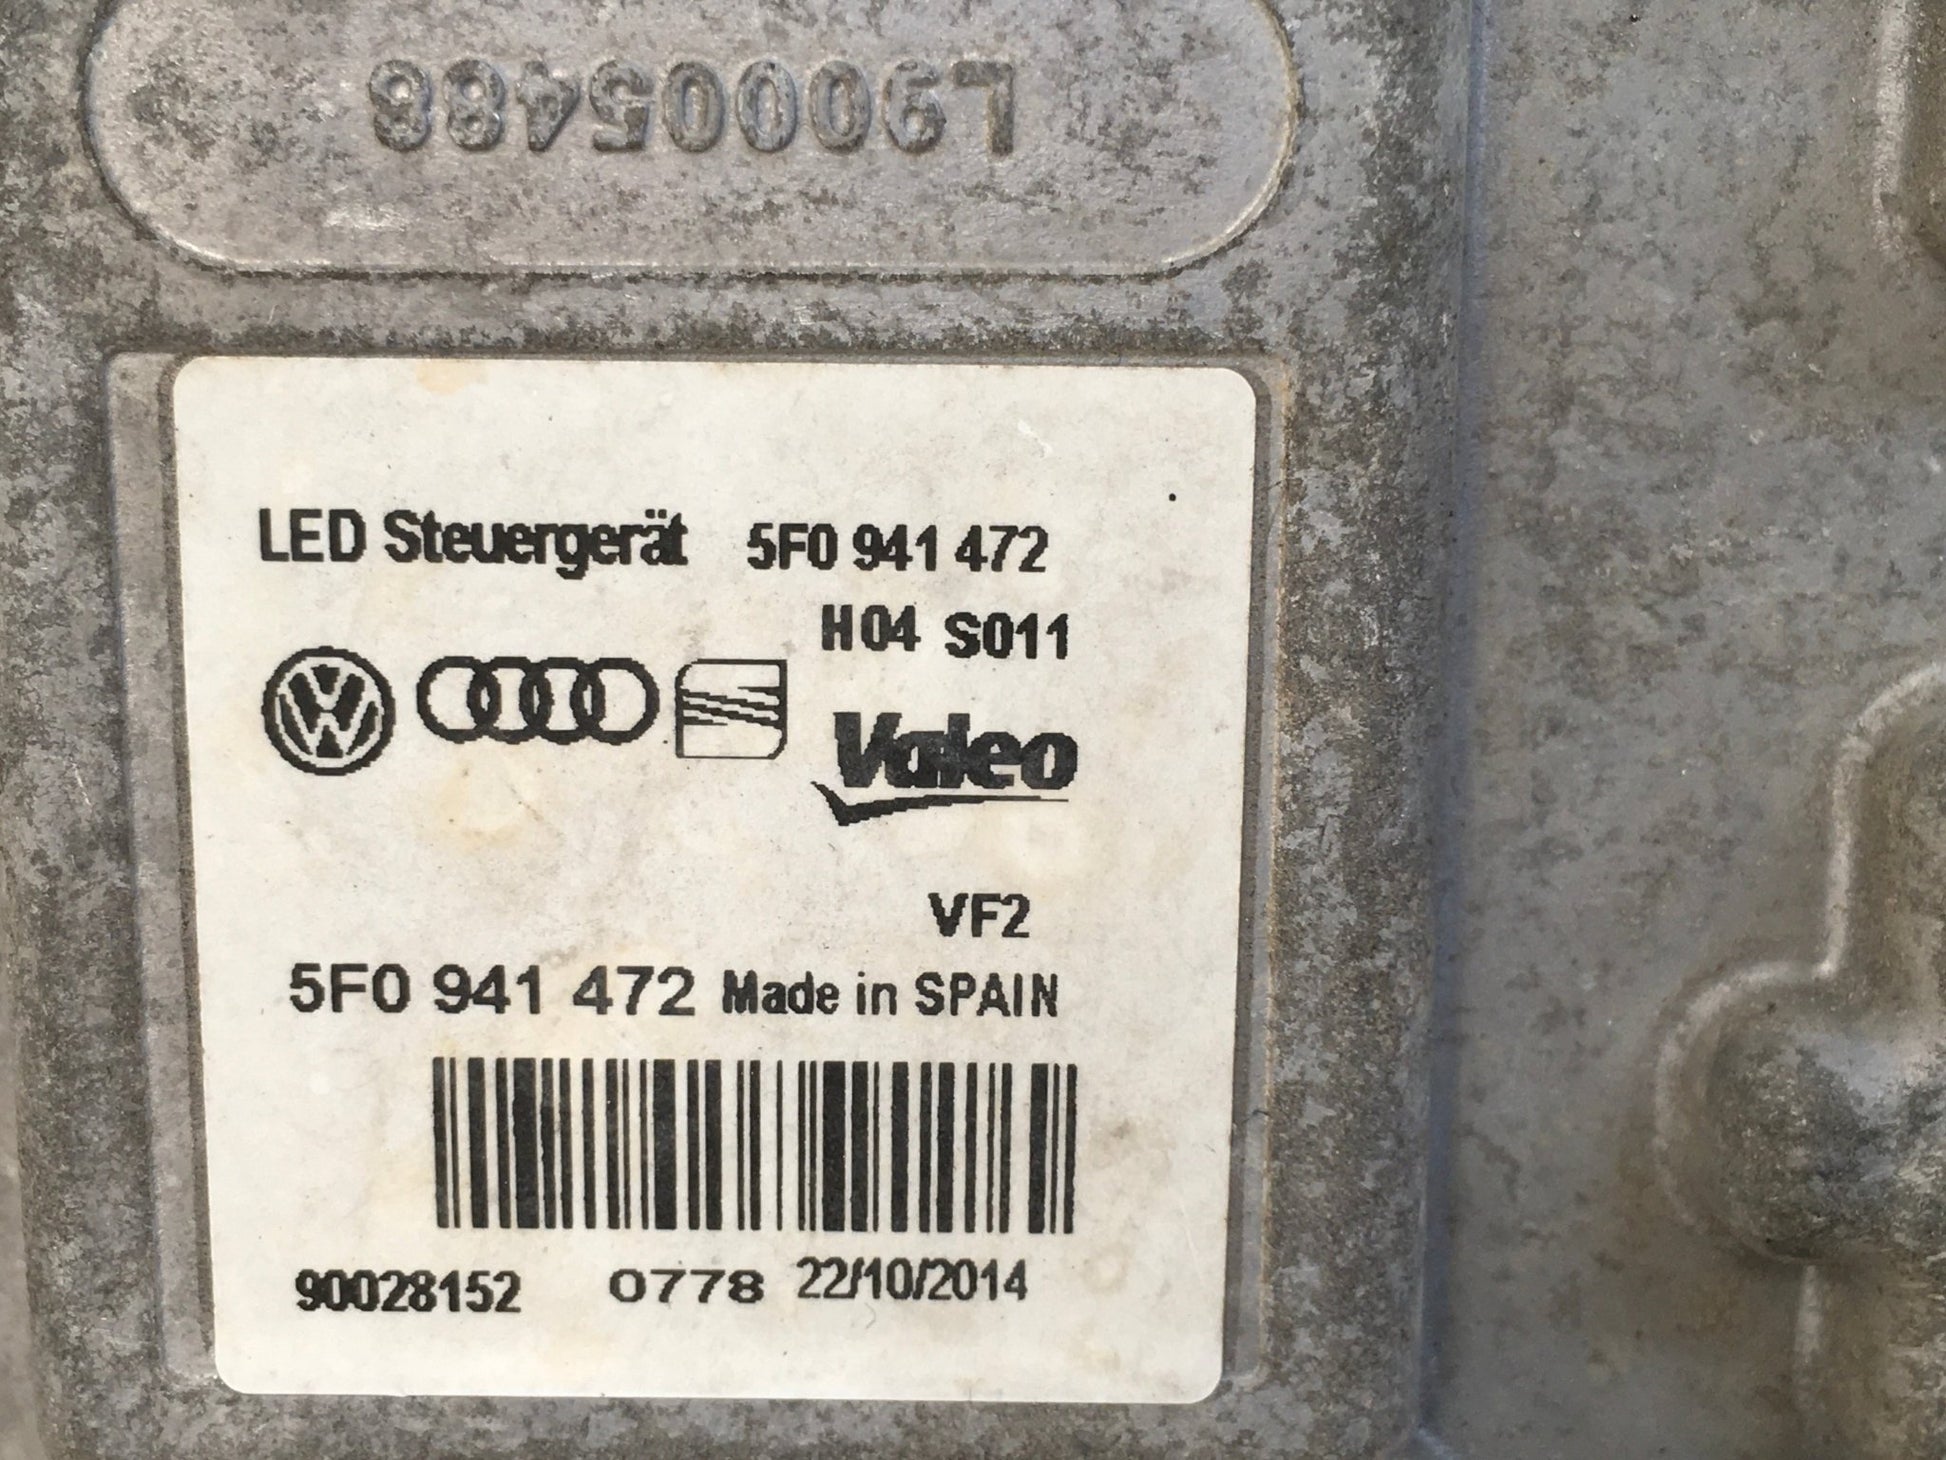 L90005486
LED Steuergerät 5F0 941 472
H04 S011
Valeo
VF2
5F0 941 472 Made in SPAIN
90028152 0778 22/10/2014